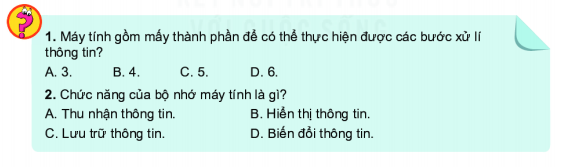 1. Máy tính gồm mấy thành phần để có thể thực hiện được các bước xử lí
thông tin?
A. 3. B. 4. C. 5. D. 6.
2. Chức năng của bộ nhớ máy tính là gì?
A. Thu nhận thông tin. B. Hiển thị thông tin.
C. Lưu trữ thông tin. D. Biến đổi thông tin.